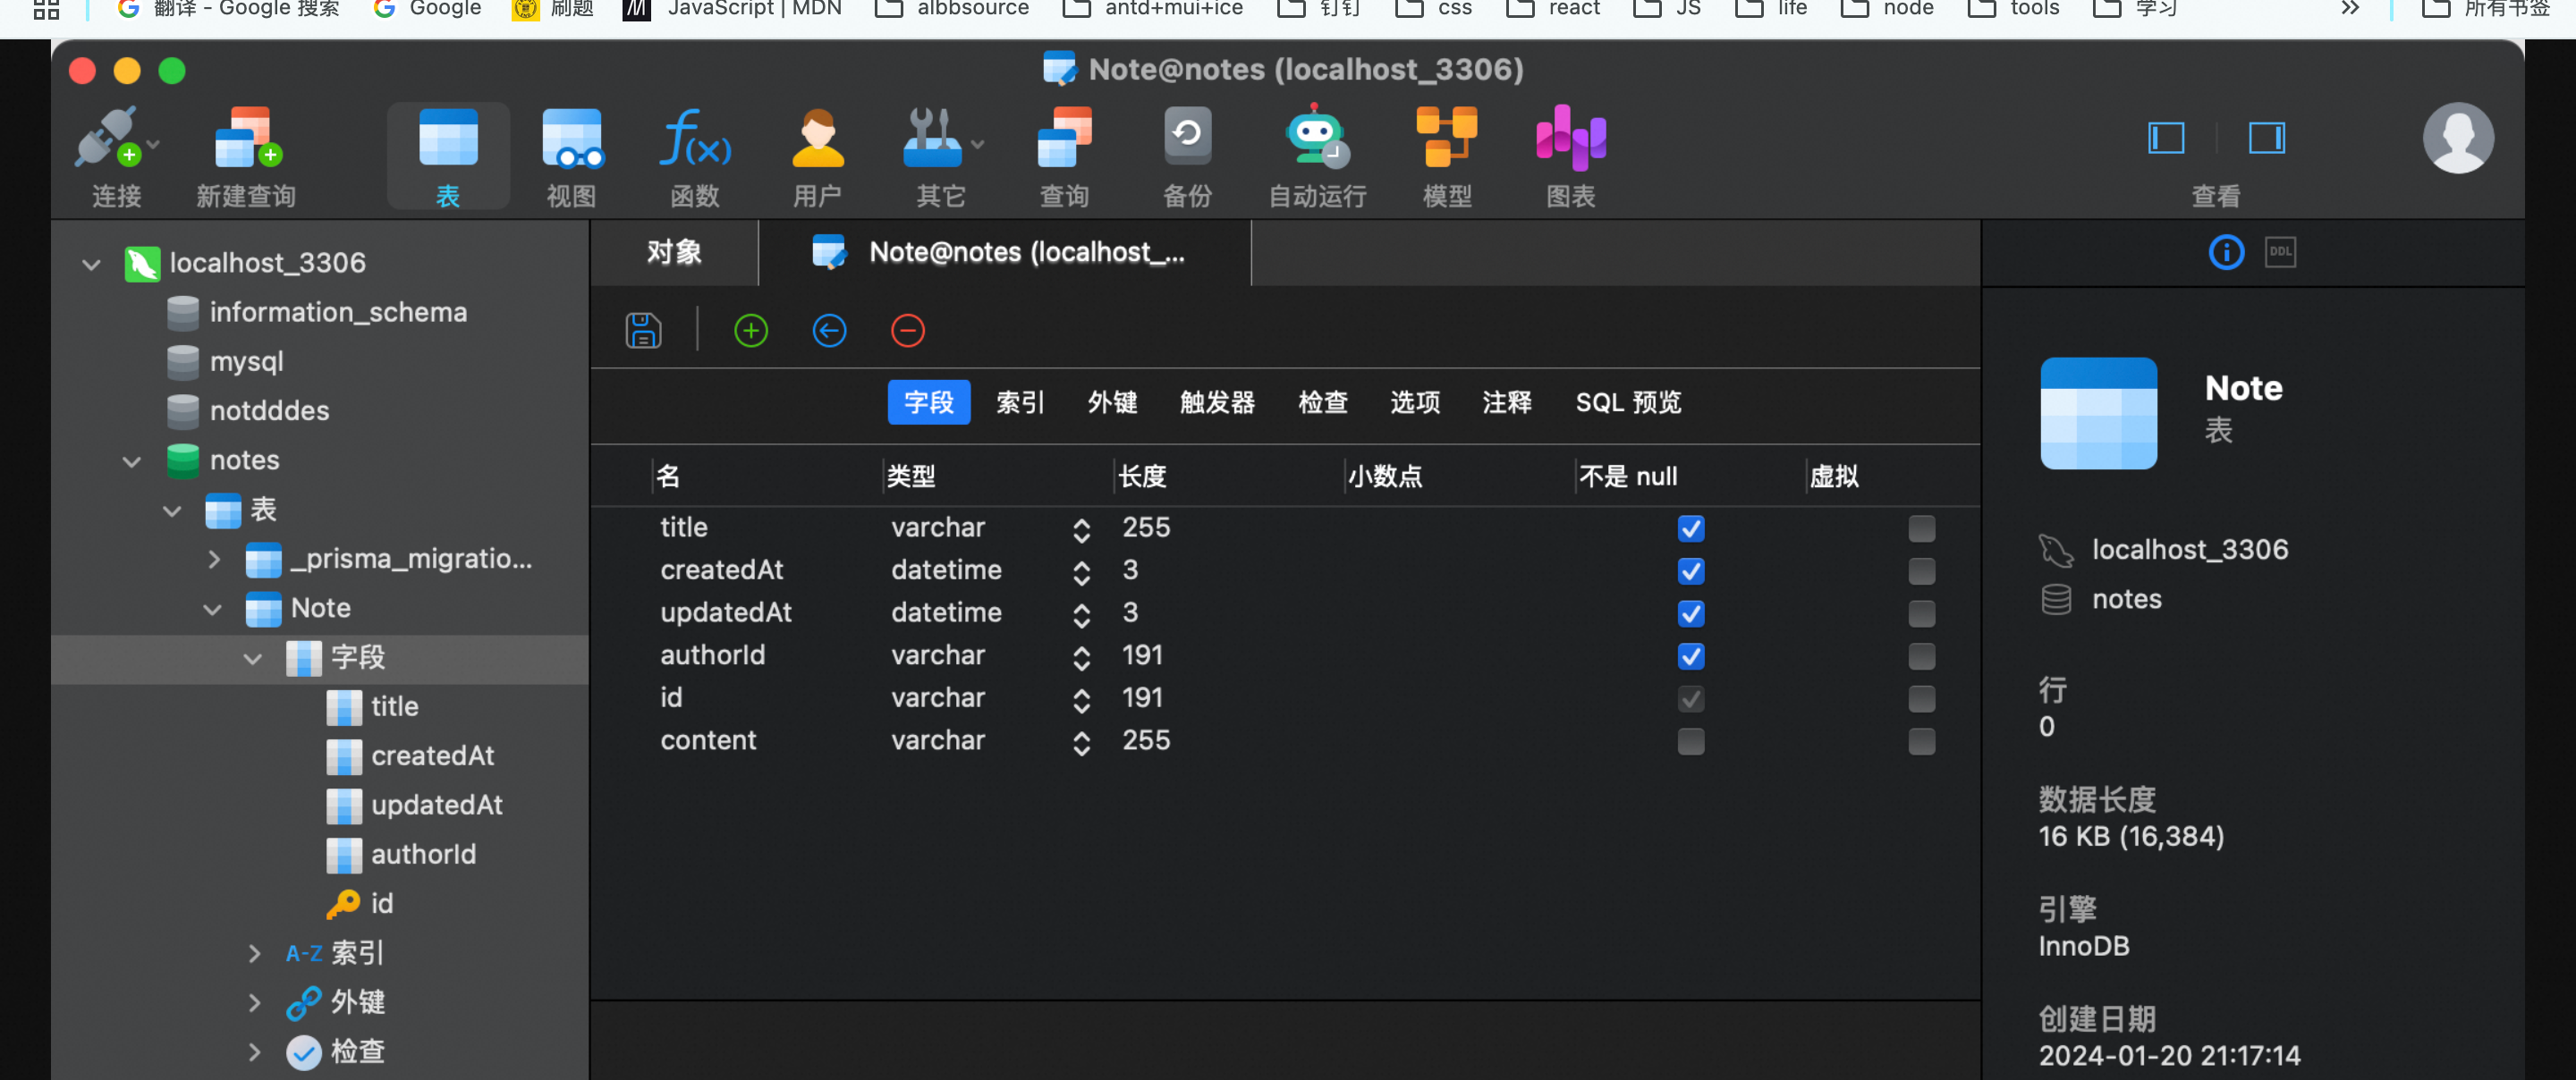 翻译 - Google 搜索
Google
刷题
JavaScript | MDN
albbsource
antd+mui+ice
钉钉
css
react
JS
life
node
tools
学习
»
所有书签
Note@notes (localhost_3306)
连接
新建查询
表
视图
f(x)
函数
用户
其它
查询
备份
自动运行
模型
图表
查看
localhost_3306
information_schema
mysql
notdddes
notes
表
_prisma_migratio...
Note
字段
title
createdAt
updatedAt
authorId
id
A-Z 索引
外键
检查
对象
Note@notes (localhost_...
字段
索引
外键
触发器
检查
选项
注释
SQL 预览
名 类型 长度 小数点 不是 null 虚拟
title varchar 255
createdAt datetime 3
updatedAt datetime 3
authorId varchar 191
id varchar 191
content varchar 255
DDL
Note
表
localhost_3306
notes
行
0
数据长度
16 KB (16,384)
引擎
InnoDB
创建日期
2024-01-20 21:17:14